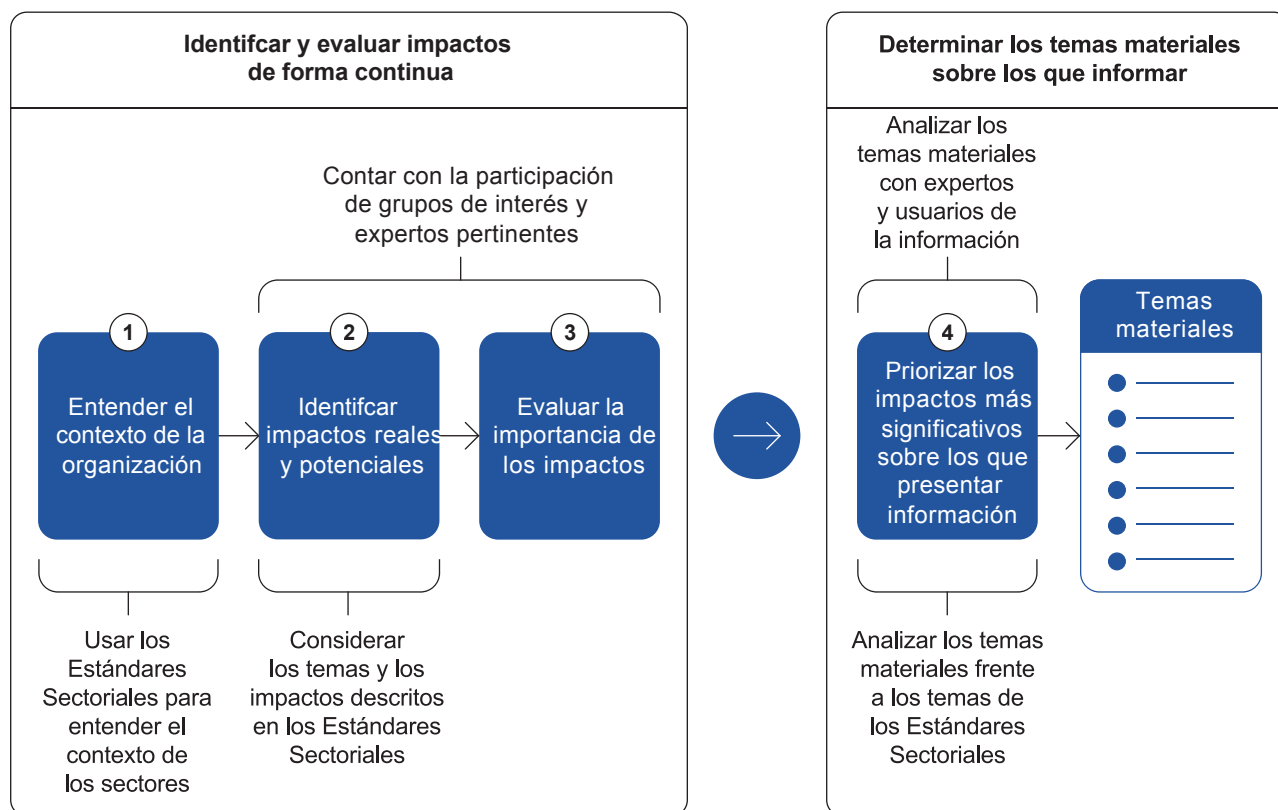 Identifcar y evaluar impactos
de forma continua
Contar con la participación
de grupos de interés y
expertos pertinentes
1
Entender el
contexto de la
organización
2
Identifcar
impactos reales
y potenciales
3
Evaluar la
importancia de
los impactos
Usar los
Estándares
Sectoriales para
entender el
contexto de
los sectores
Considerar
los temas y los
impactos descritos
en los Estándares
Sectoriales
Determinar los temas materiales
sobre los que informar
Analizar los
temas materiales
con expertos
y usuarios de
la información
4
Priorizar los
impactos más
significativos
sobre los que
presentar
información
Temas
materiales
Analizar los temas
materiales frente
a los temas de
los Estándares
Sectoriales